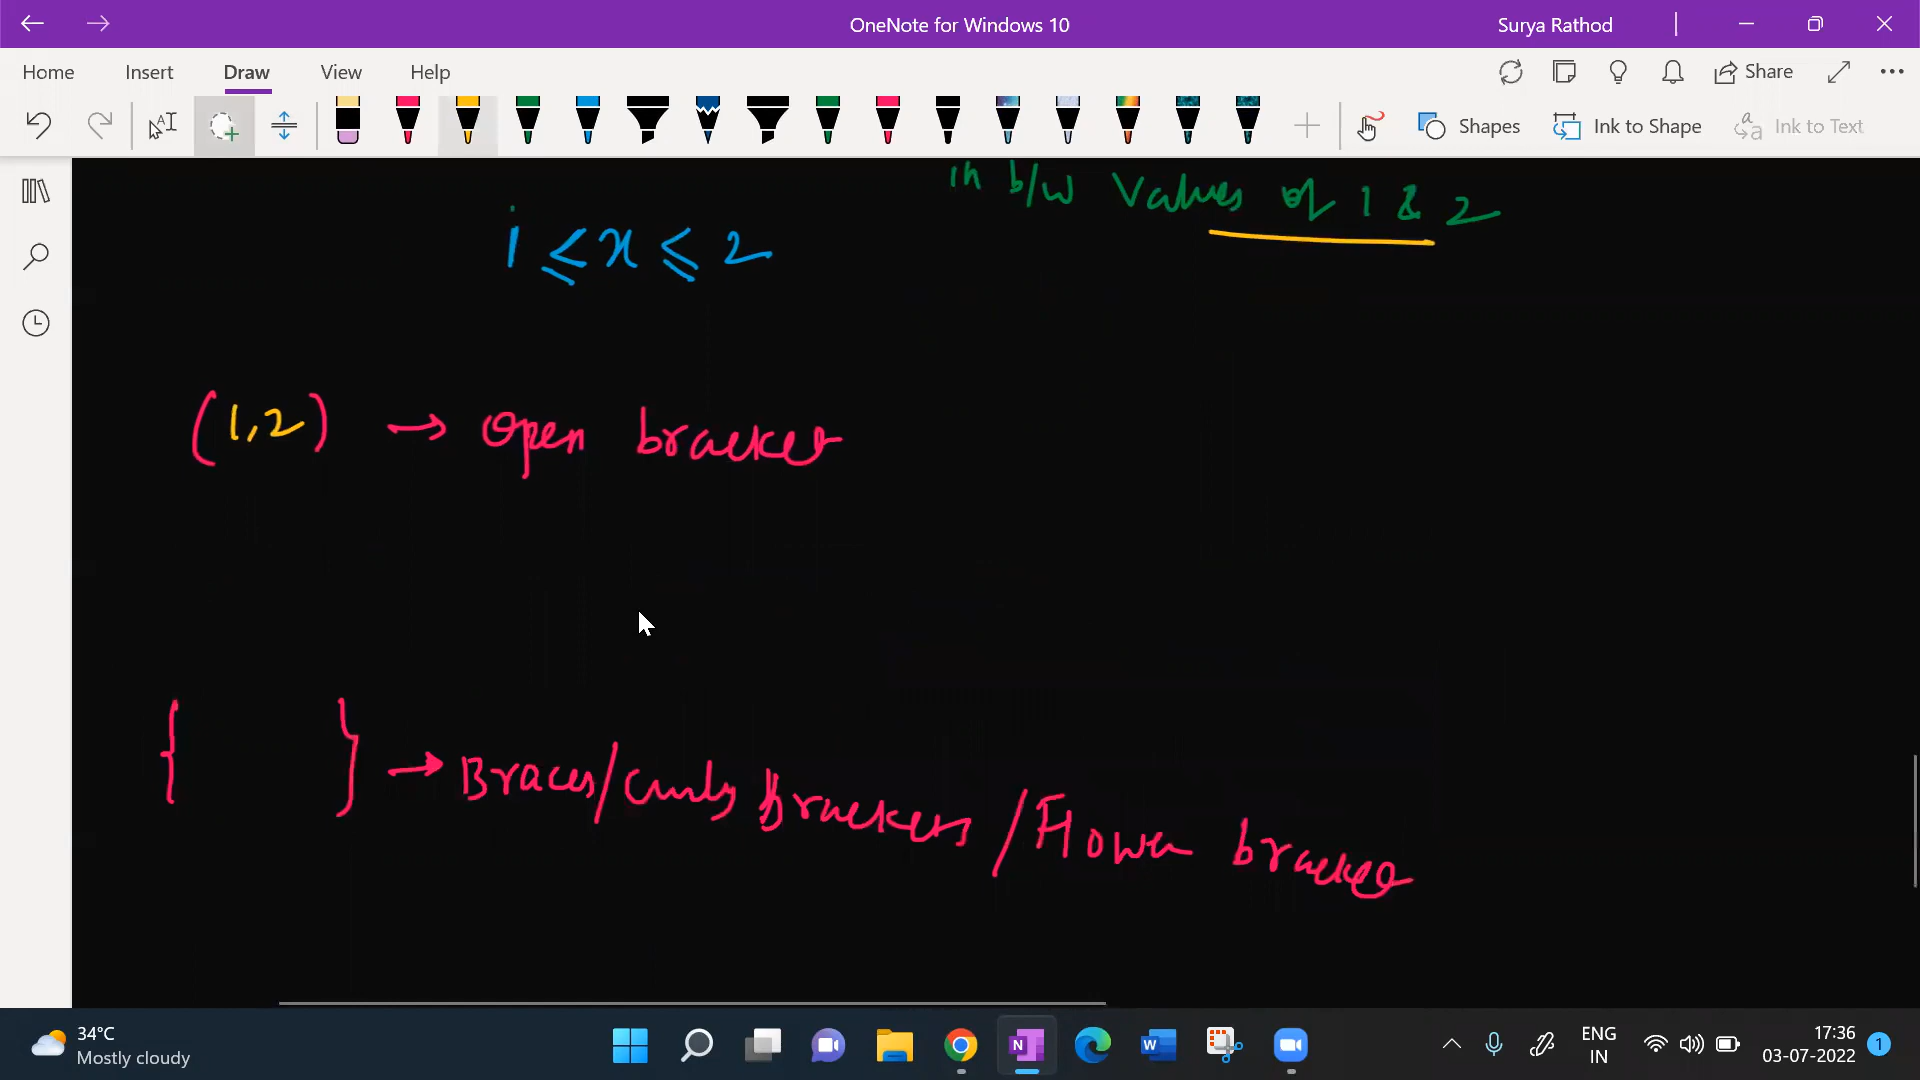 OneNote for Windows 10
Surya Rathod
Home Insert Draw View Help
Share
Shapes Ink to Shape Ink to Text
in b/w Values of 1 & 2
i ≤ x ≤ 2
(1,2) → Open bracket
{ } → Braces/curly Brackets/Flower bracket
34°C
Mostly cloudy
ENG
IN
17:36
03-07-2022
1